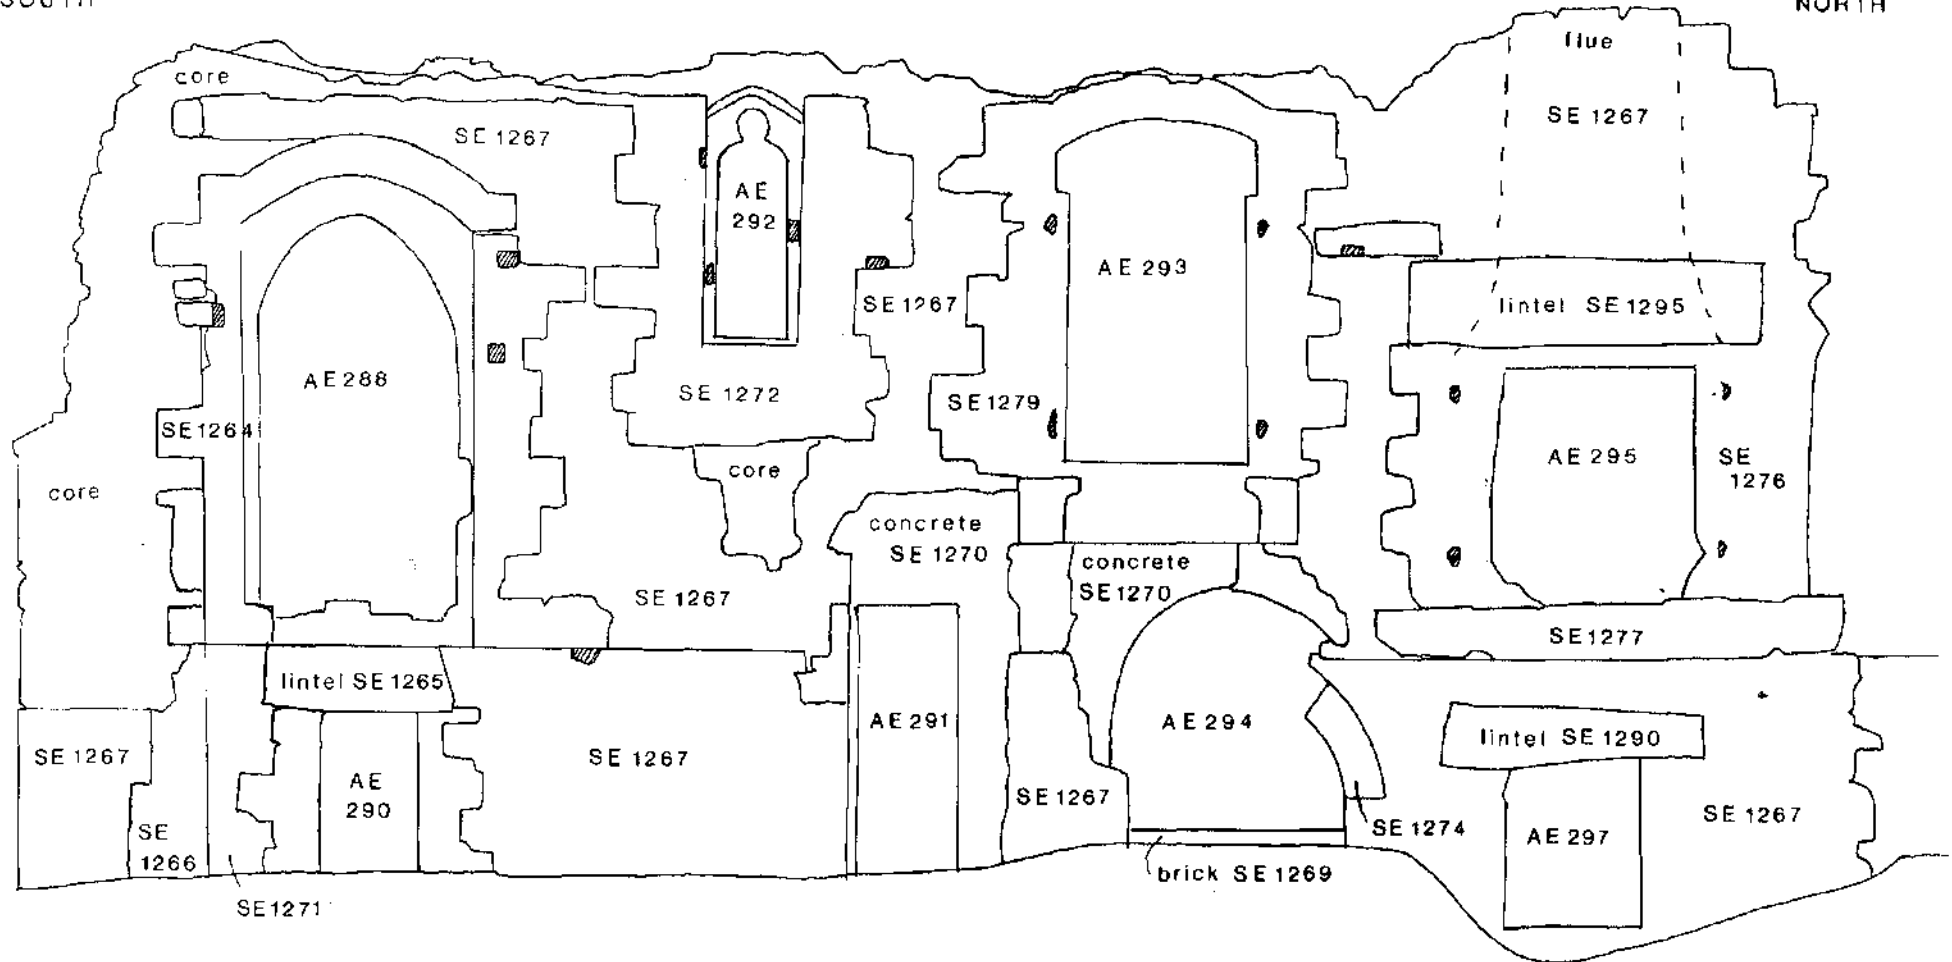 SOUTH
NORTH
core
flue
SE 1267
SE 1267
AE
292
AE 293
SE 1267
lintel SE 1295
AE 288
SE 1272
SE 1279
SE 1264
core
core
AE 295
SE
1276
concrete
SE 1270
concrete
SE 1270
SE 1267
SE 1277
lintel SE 1265
AE 291
AE 294
lintel SE 1290
SE 1267
SE 1267
AE
290
SE 1267
SE 1267
SE
1266
SE 1274
AE 297
brick SE 1269
SE 1271